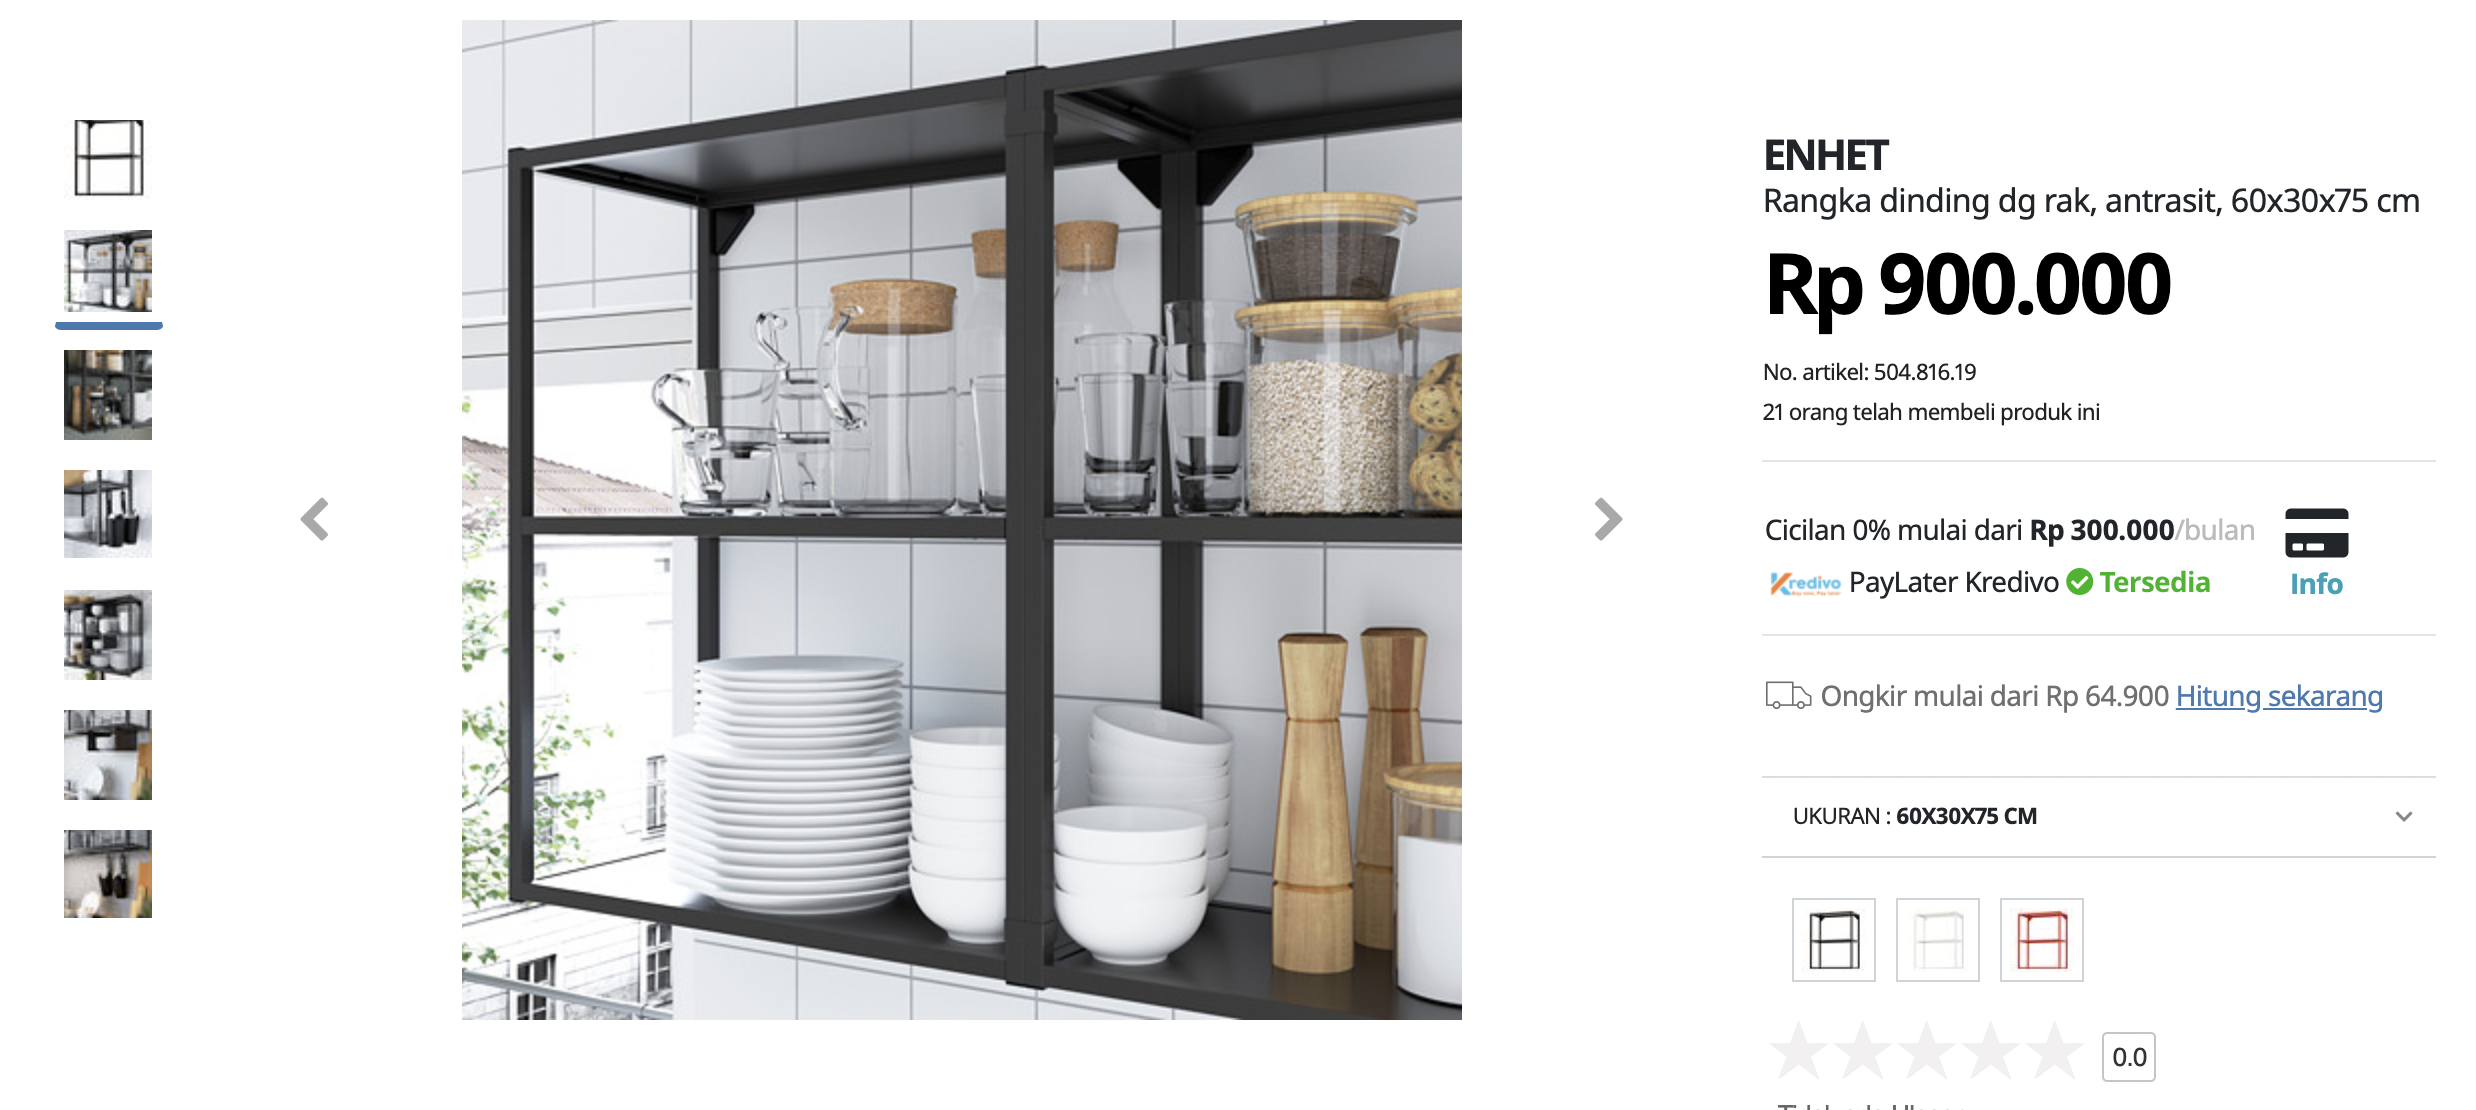 ENHET
Rangka dinding dg rak, antrasit, 60x30x75 cm
Rp 900.000
No. artikel: 504.816.19
21 orang telah membeli produk ini
Cicilan 0% mulai dari Rp 300.000/bulan
Kredivo PayLater Kredivo Tersedia
Info
Ongkir mulai dari Rp 64.900 Hitung sekarang
UKURAN : 60X30X75 CM
0.0